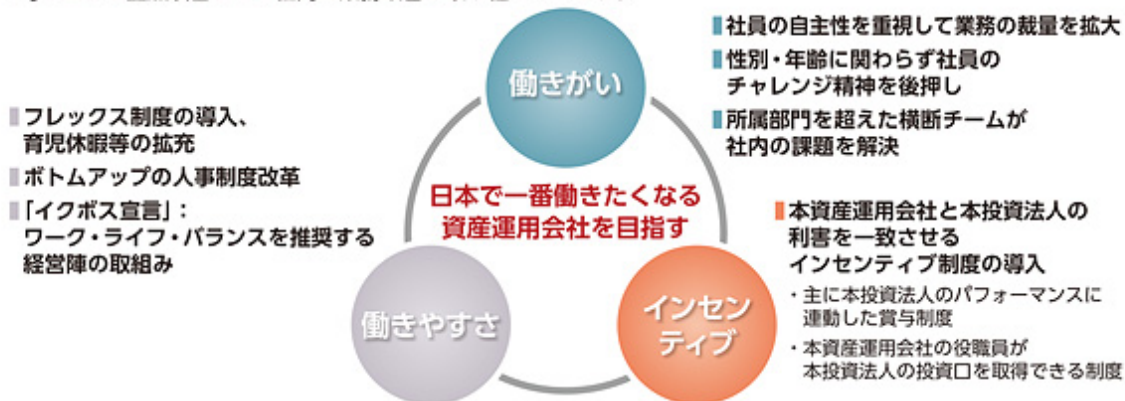 働きがい
■社員の自主性を重視して業務の裁量を拡大
■性別・年齢に関わらず社員の
チャレンジ精神を後押し
■所属部門を超えた横断チームが
社内の課題を解決
■フレックス制度の導入、
育児休暇等の拡充
■ボトムアップの人事制度改革
■「イクボス宣言」:
ワーク・ライフ・バランスを推奨する
経営陣の取組み
日本で一番働きたくなる
資産運用会社を目指す
働きやすさ
インセン
ティブ
■本資産運用会社と本投資法人の
利害を一致させる
インセンティブ制度の導入
・主に本投資法人のパフォーマンスに
連動した賞与制度
・本資産運用会社の役職員が
本投資法人の投資口を取得できる制度